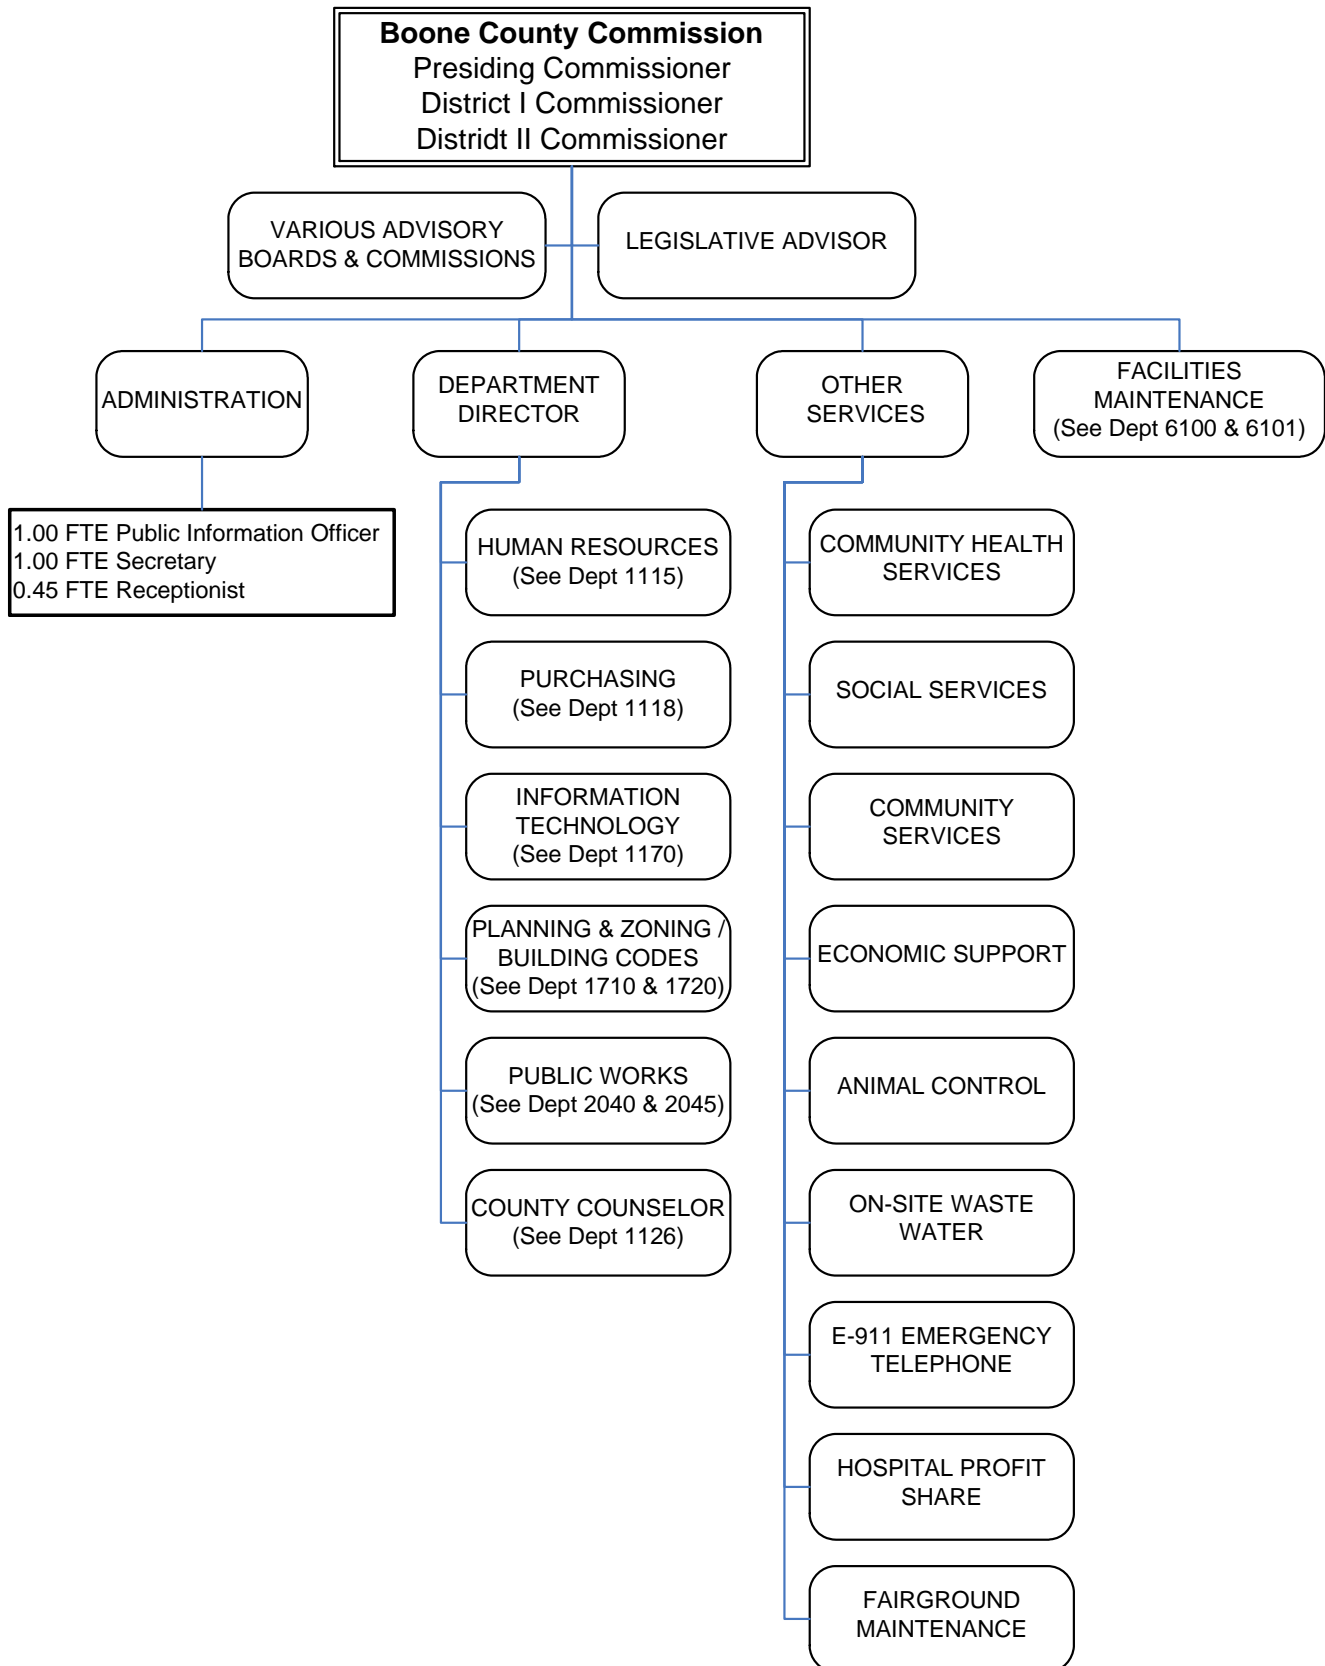 Boone County Commission
Presiding Commissioner
District I Commissioner
Distridt II Commissioner
VARIOUS ADVISORY
BOARDS & COMMISSIONS
LEGISLATIVE ADVISOR
ADMINISTRATION
DEPARTMENT
DIRECTOR
OTHER
SERVICES
FACILITIES
MAINTENANCE
(See Dept 6100 & 6101)
1.00 FTE Public Information Officer
1.00 FTE Secretary
0.45 FTE Receptionist
HUMAN RESOURCES
(See Dept 1115)
PURCHASING
(See Dept 1118)
INFORMATION
TECHNOLOGY
(See Dept 1170)
PLANNING & ZONING /
BUILDING CODES
(See Dept 1710 & 1720)
PUBLIC WORKS
(See Dept 2040 & 2045)
COUNTY COUNSELOR
(See Dept 1126)
COMMUNITY HEALTH
SERVICES
SOCIAL SERVICES
COMMUNITY
SERVICES
ECONOMIC SUPPORT
ANIMAL CONTROL
ON-SITE WASTE
WATER
E-911 EMERGENCY
TELEPHONE
HOSPITAL PROFIT
SHARE
FAIRGROUND
MAINTENANCE